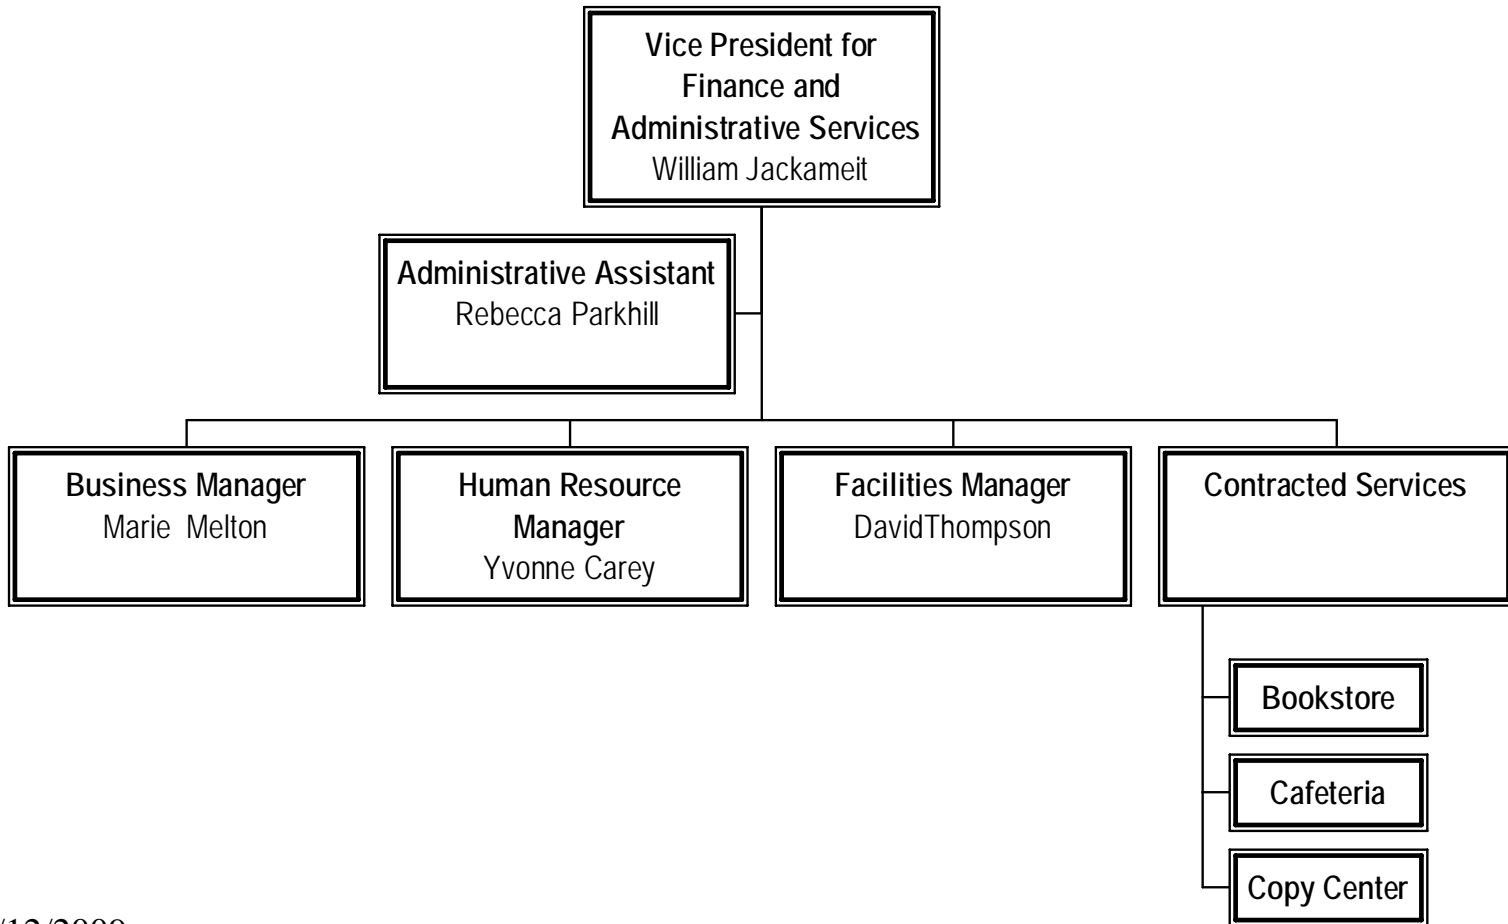 Vice President for
Finance and
Administrative Services
William Jackameit
Administrative Assistant
Rebecca Parkhill
Business Manager
Marie Melton
Human Resource
Manager
Yvonne Carey
Facilities Manager
DavidThompson
Contracted Services
Bookstore
Cafeteria
Copy Center